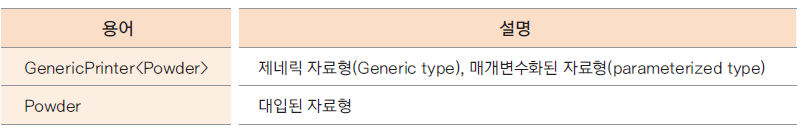 용어 설명
GenericPrinter<Powder> 제네릭 자료형(Generic type), 매개변수화된 자료형(parameterized type)
Powder 대입된 자료형